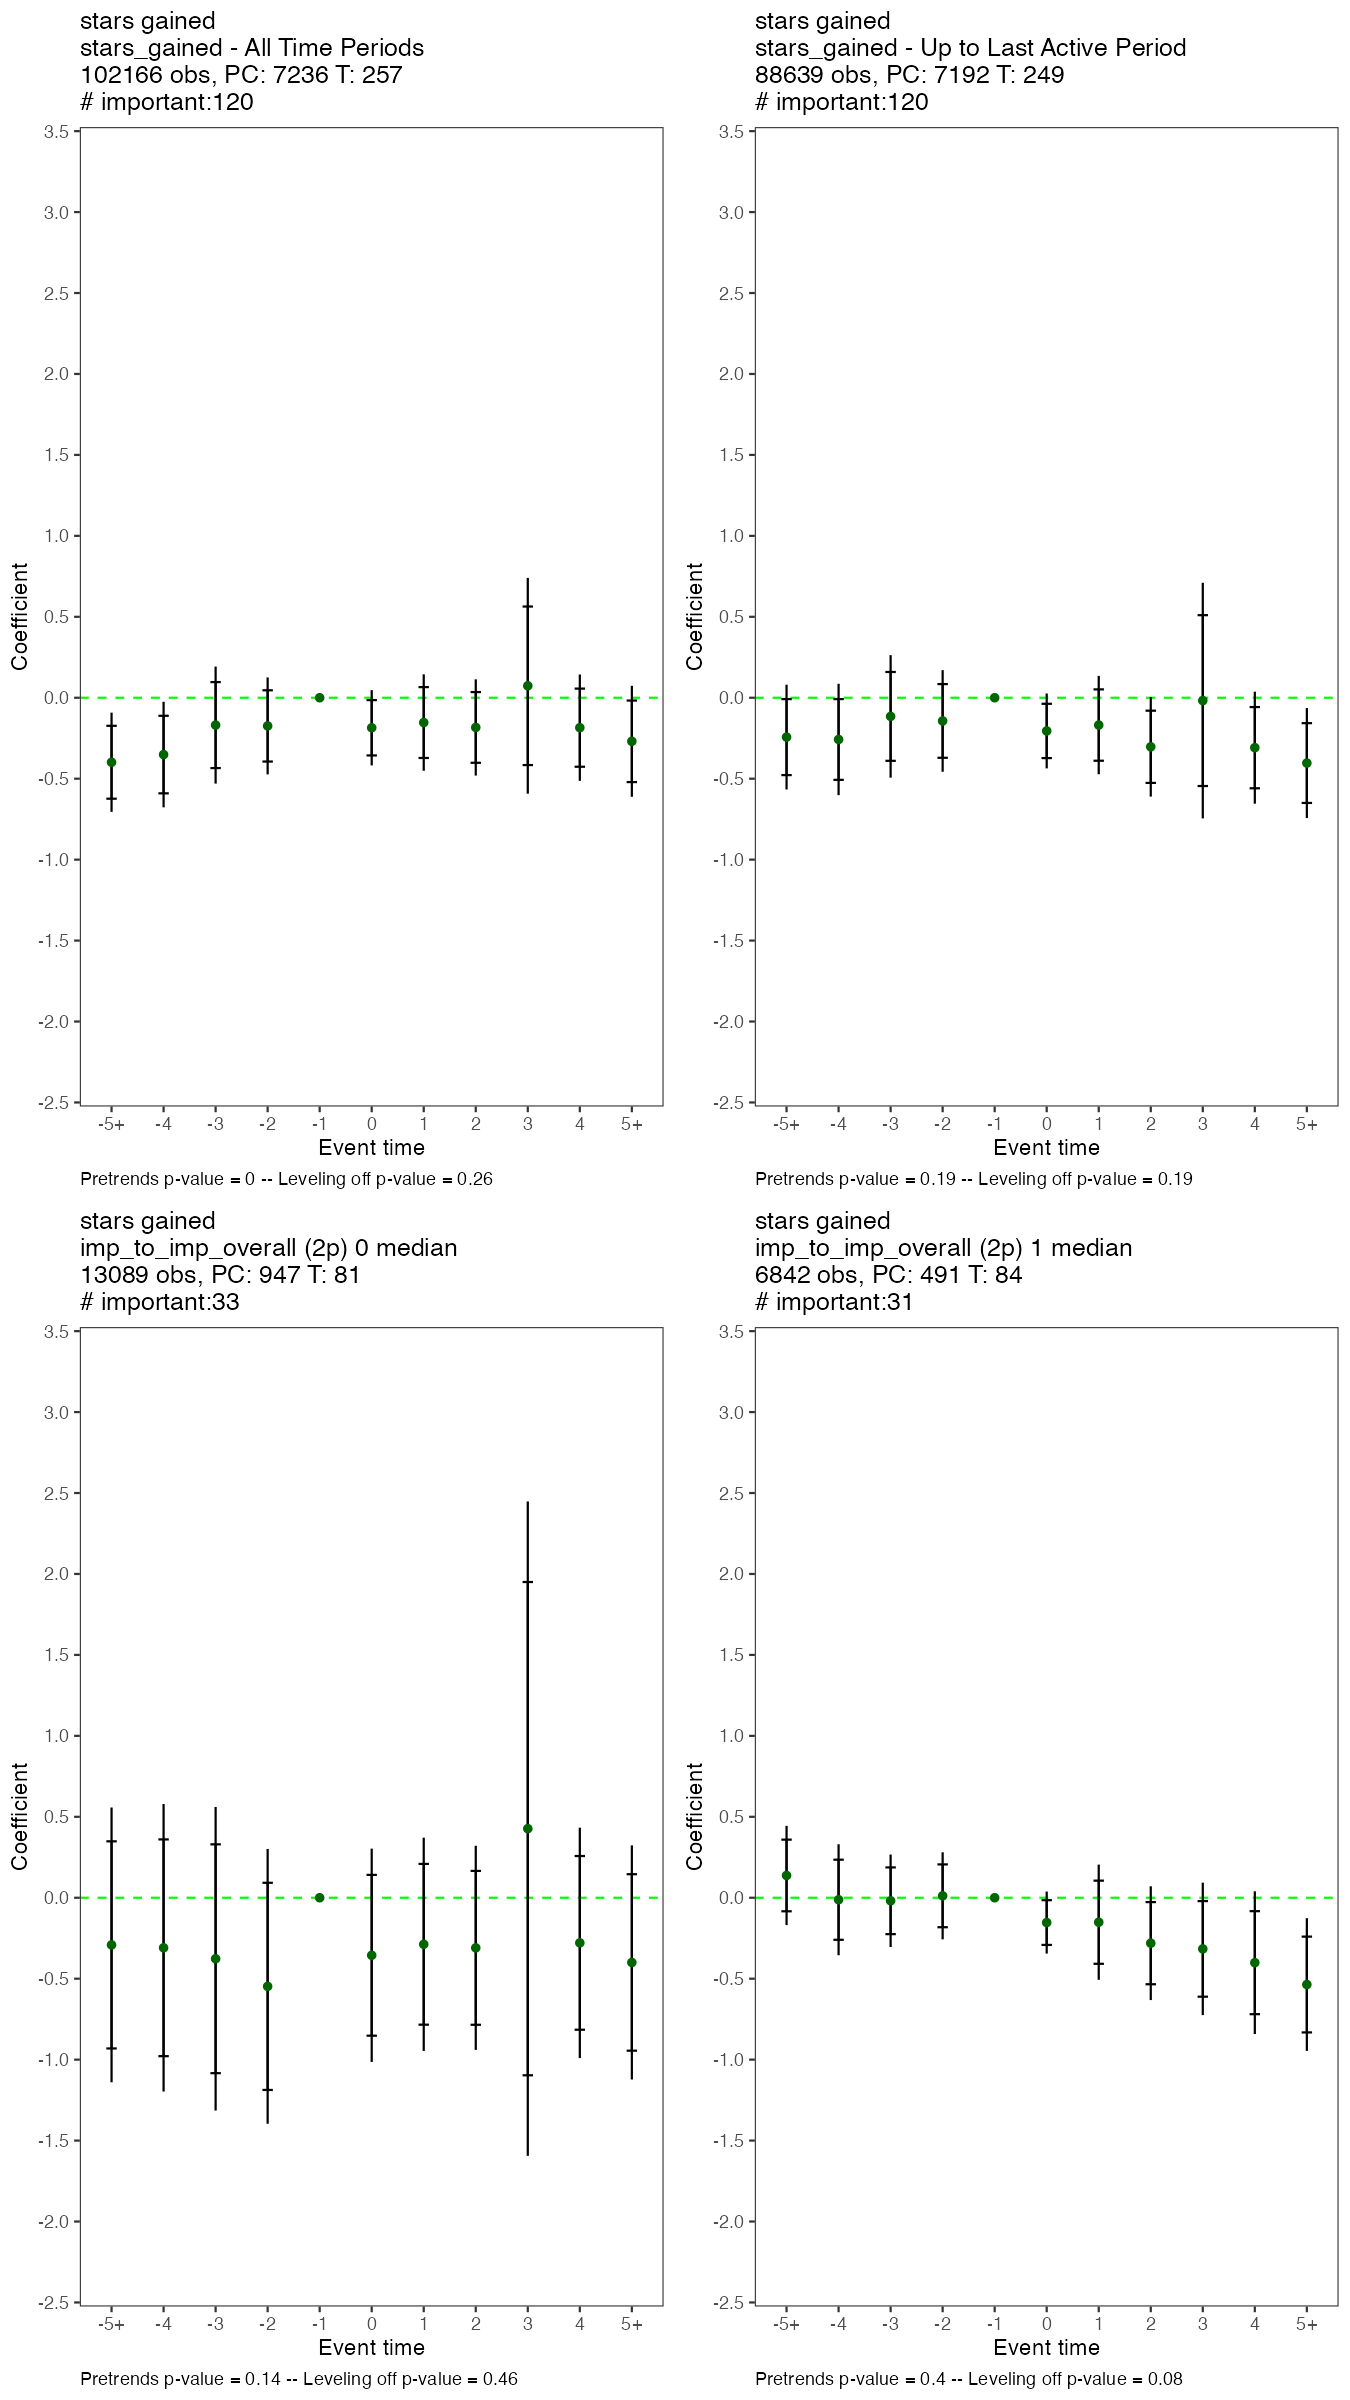 stars gained
stars_gained - All Time Periods
102166 obs, PC: 7236 T: 257
# important:120
3.5
3.0
2.5
2.0
1.5
1.0
0.5
0.0
-0.5
-1.0
-1.5
-2.0
-2.5
Coefficient
-5+ -4 -3 -2 -1 0 1 2 3 4 5+
Event time
Pretrends p-value = 0 -- Leveling off p-value = 0.26
stars gained
stars_gained - Up to Last Active Period
88639 obs, PC: 7192 T: 249
# important:120
3.5
3.0
2.5
2.0
1.5
1.0
0.5
0.0
-0.5
-1.0
-1.5
-2.0
-2.5
Coefficient
-5+ -4 -3 -2 -1 0 1 2 3 4 5+
Event time
Pretrends p-value = 0.19 -- Leveling off p-value = 0.19
stars gained
imp_to_imp_overall (2p) 0 median
13089 obs, PC: 947 T: 81
# important:33
3.5
3.0
2.5
2.0
1.5
1.0
0.5
0.0
-0.5
-1.0
-1.5
-2.0
-2.5
Coefficient
-5+ -4 -3 -2 -1 0 1 2 3 4 5+
Event time
Pretrends p-value = 0.14 -- Leveling off p-value = 0.46
stars gained
imp_to_imp_overall (2p) 1 median
6842 obs, PC: 491 T: 84
# important:31
3.5
3.0
2.5
2.0
1.5
1.0
0.5
0.0
-0.5
-1.0
-1.5
-2.0
-2.5
Coefficient
-5+ -4 -3 -2 -1 0 1 2 3 4 5+
Event time
Pretrends p-value = 0.4 -- Leveling off p-value = 0.08